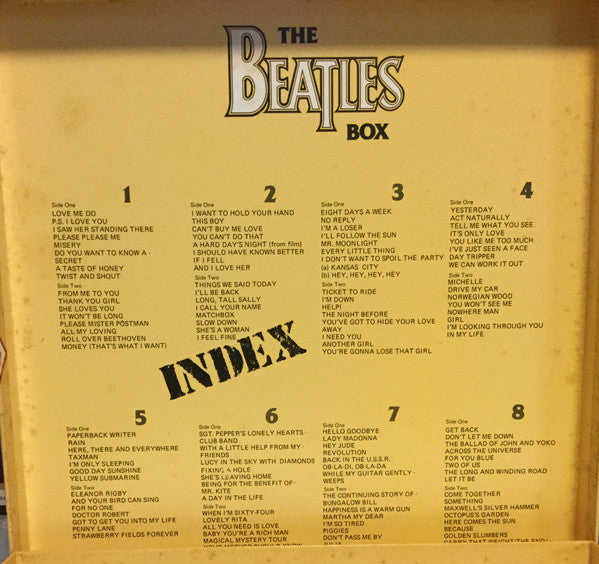 THE
BEATLES
BOX
1
Side One
LOVE ME DO
P.S. I LOVE YOU
I SAW HER STANDING THERE
PLEASE PLEASE ME
MISERY
DO YOU WANT TO KNOW A -
SECRET
A TASTE OF HONEY
TWIST AND SHOUT
Side Two
FROM ME TO YOU
THANK YOU GIRL
SHE LOVES YOU
IT WON'T BE LONG
PLEASE MISTER POSTMAN
ALL MY LOVING
ROLL OVER BEETHOVEN
MONEY (THAT'S WHAT I WANT)
2
Side One
I WANT TO HOLD YOUR HAND
THIS BOY
CAN'T BUY ME LOVE
YOU CAN'T DO THAT
A HARD DAY'S NIGHT (from film)
I SHOULD HAVE KNOWN BETTER
IF I FELL
AND I LOVE HER
Side Two
THINGS WE SAID TODAY
I'LL BE BACK
LONG, TALL SALLY
I CALL YOUR NAME
MATCHBOX
SLOW DOWN
SHE'S A WOMAN
I FEEL FINE
3
Side One
EIGHT DAYS A WEEK
NO REPLY
I'M A LOSER
I'LL FOLLOW THE SUN
MR. MOONLIGHT
EVERY LITTLE THING
I DON'T WANT TO SPOIL THE PARTY
(a) KANSAS CITY
(b) HEY, HEY, HEY, HEY
Side Two
TICKET TO RIDE
I'M DOWN
HELP!
THE NIGHT BEFORE
YOU'VE GOT TO HIDE YOUR LOVE
AWAY
I NEED YOU
ANOTHER GIRL
YOU'RE GONNA LOSE THAT GIRL
4
Side One
YESTERDAY
ACT NATURALLY
TELL ME WHAT YOU SEE
IT'S ONLY LOVE
YOU LIKE ME TOO MUCH
I'VE JUST SEEN A FACE
DAY TRIPPER
WE CAN WORK IT OUT
Side Two
MICHELLE
DRIVE MY CAR
NORWEGIAN WOOD
YOU WON'T SEE ME
NOWHERE MAN
GIRL
I'M LOOKING THROUGH YOU
IN MY LIFE
INDEX
5
Side One
PAPERBACK WRITER
RAIN
HERE, THERE AND EVERYWHERE
TAXMAN
I'M ONLY SLEEPING
GOOD DAY SUNSHINE
YELLOW SUBMARINE
Side Two
ELEANOR RIGBY
AND YOUR BIRD CAN SING
FOR NO ONE
DOCTOR ROBERT
GOT TO GET YOU INTO MY LIFE
PENNY LANE
STRAWBERRY FIELDS FOREVER
6
Side One
SGT. PEPPER'S LONELY HEARTS -
CLUB BAND
WITH A LITTLE HELP FROM MY -
FRIENDS
LUCY IN THE SKY WITH DIAMONDS
FIXING A HOLE
SHE'S LEAVING HOME
BEING FOR THE BENEFIT OF -
MR. KITE
A DAY IN THE LIFE
Side Two
WHEN I'M SIXTY-FOUR
LOVELY RITA
ALL YOU NEED IS LOVE
BABY YOU'RE A RICH MAN
MAGICAL MYSTERY TOUR
YOUR MOTHER SHOULD KNOW
7
Side One
HELLO GOODBYE
LADY MADONNA
HEY JUDE
REVOLUTION
BACK IN THE U.S.S.R.
OB-LA-DI, OB-LA-DA
WHILE MY GUITAR GENTLY -
WEEPS
Side Two
THE CONTINUING STORY OF -
BUNGALOW BILL
HAPPINESS IS A WARM GUN
MARTHA MY DEAR
I'M SO TIRED
PIGGIES
DON'T PASS ME BY
JULIA
8
Side One
GET BACK
DON'T LET ME DOWN
THE BALLAD OF JOHN AND YOKO
ACROSS THE UNIVERSE
FOR YOU BLUE
TWO OF US
THE LONG AND WINDING ROAD
LET IT BE
Side Two
COME TOGETHER
SOMETHING
MAXWELL'S SILVER HAMMER
OCTOPUS'S GARDEN
HERE COMES THE SUN
BECAUSE
GOLDEN SLUMBERS
CARRY THAT WEIGHT/THE END